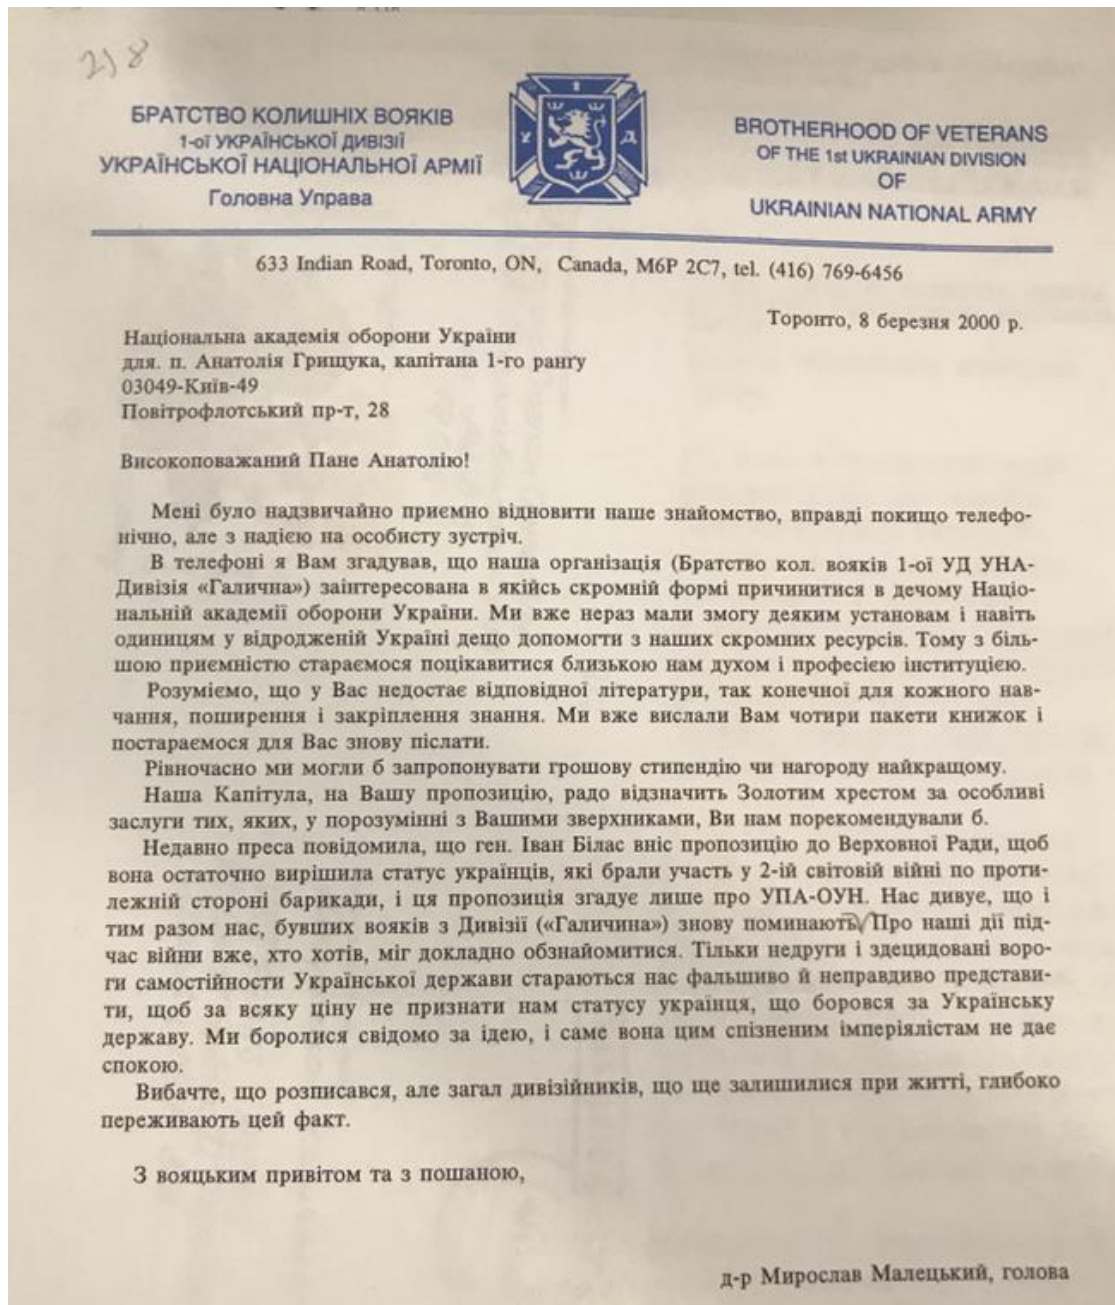 218
БРАТСТВО КОЛИШНІХ ВОЯКІВ
1-ої УКРАЇНСЬКОЇ ДИВІЗІЇ
УКРАЇНСЬКОЇ НАЦІОНАЛЬНОЇ АРМІЇ
Головна Управа
1
У Д
BROTHERHOOD OF VETERANS
OF THE 1st UKRAINIAN DIVISION
OF
UKRAINIAN NATIONAL ARMY
633 Indian Road, Toronto, ON, Canada, M6P 2C7, tel. (416) 769-6456
Торонто, 8 березня 2000 р.
Національна академія оборони України
для. п. Анатолія Грищука, капітана 1-го рангу
03049-Київ-49
Повітрофлотський пр-т, 28
Високоповажаний Пане Анатолію!
Мені було надзвичайно приємно відновити наше знайомство, вправді покищо телефо-
нічно, але з надією на особисту зустріч.
В телефоні я Вам згадував, що наша організація (Братство кол. вояків 1-ої УД УНА-
Дивізія «Галична») заінтересована в якійсь скромній формі причинитися в дечому Націо-
нальній академії оборони України. Ми вже нераз мали змогу деяким установам і навіть
одиницям у відродженій Україні дещо допомогти з наших скромних ресурсів. Тому з біль-
шою приємністю стараємося поцікавитися близькою нам духом і професією інституцією.
Розуміємо, що у Вас недостає відповідної літератури, так конечної для кожного нав-
чання, поширення і закріплення знання. Ми вже вислали Вам чотири пакети книжок і
постараємося для Вас знову післати.
Рівночасно ми могли б запропонувати грошову стипендію чи нагороду найкращому.
Наша Капітула, на Вашу пропозицію, радо відзначить Золотим хрестом за особливі
заслуги тих, яких, у порозумінні з Вашими зверхниками, Ви нам порекомендували б.
Недавно преса повідомила, що ген. Іван Білас вніс пропозицію до Верховної Ради, щоб
вона остаточно вирішила статус українців, які брали участь у 2-ій світовій війні по проти-
лежній стороні барикади, і ця пропозиція згадує лише про УПА-ОУН. Нас дивує, що і
тим разом нас, бувших вояків з Дивізії («Галичина») знову поминають Про наші дії під-
час війни вже, хто хотів, міг докладно обзнайомитися. Тільки недруги і здецидовані воро-
ги самостійности Української держави стараються нас фальшиво й неправдиво представи-
ти, щоб за всяку ціну не признати нам статусу українця, що боровся за Українську
державу. Ми боролися свідомо за ідею, і саме вона цим спізненим імперіялістам не дає
спокою.
Вибачте, що розписався, але загал дивізійників, що ще залишилися при житті, глибоко
переживають цей факт.
З вояцьким привітом та з пошаною,
д-р Мирослав Малецький, голова